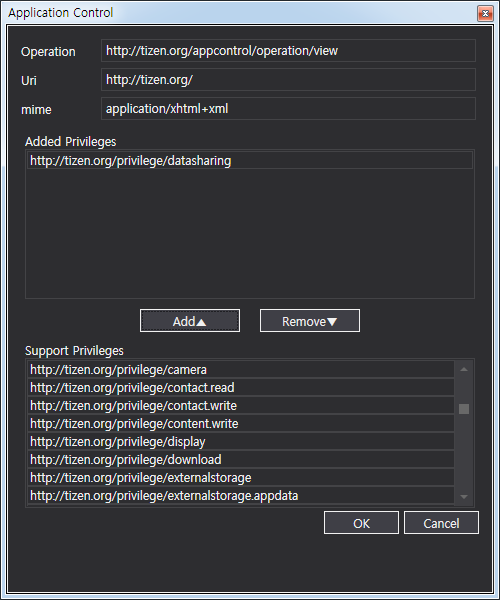 Application Control
Operation http://tizen.org/appcontrol/operation/view
Uri http://tizen.org/
mime application/xhtml+xml
Added Privileges
http://tizen.org/privilege/datasharing
Add▲ Remove▼
Support Privileges
http://tizen.org/privilege/camera
http://tizen.org/privilege/contact.read
http://tizen.org/privilege/contact.write
http://tizen.org/privilege/content.write
http://tizen.org/privilege/display
http://tizen.org/privilege/download
http://tizen.org/privilege/externalstorage
http://tizen.org/privilege/externalstorage.appdata
OK Cancel